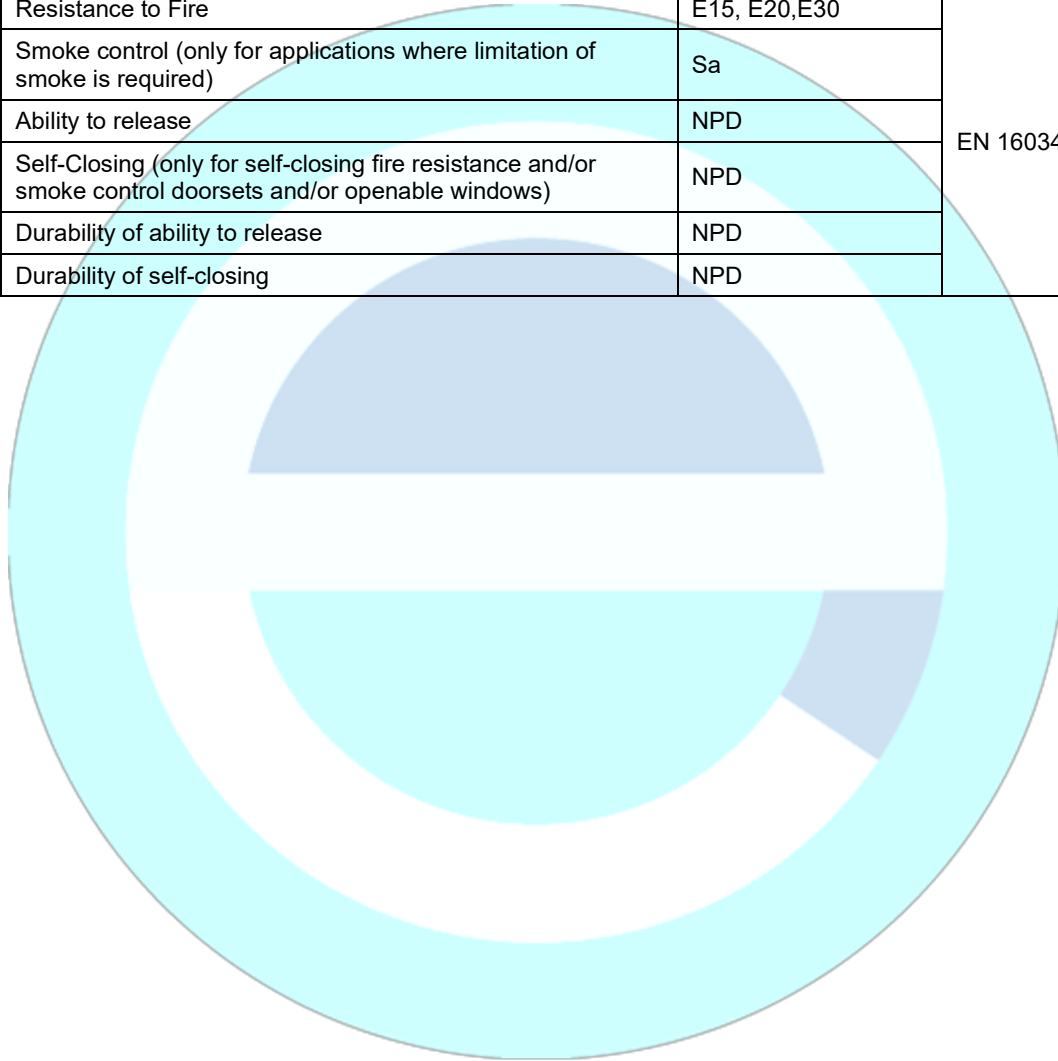 Resistance to Fire E15, E20,E30
Smoke control (only for applications where limitation of
smoke is required) Sa
Ability to release NPD
EN 16034
Self-Closing (only for self-closing fire resistance and/or
smoke control doorsets and/or openable windows) NPD
Durability of ability to release NPD
Durability of self-closing NPD